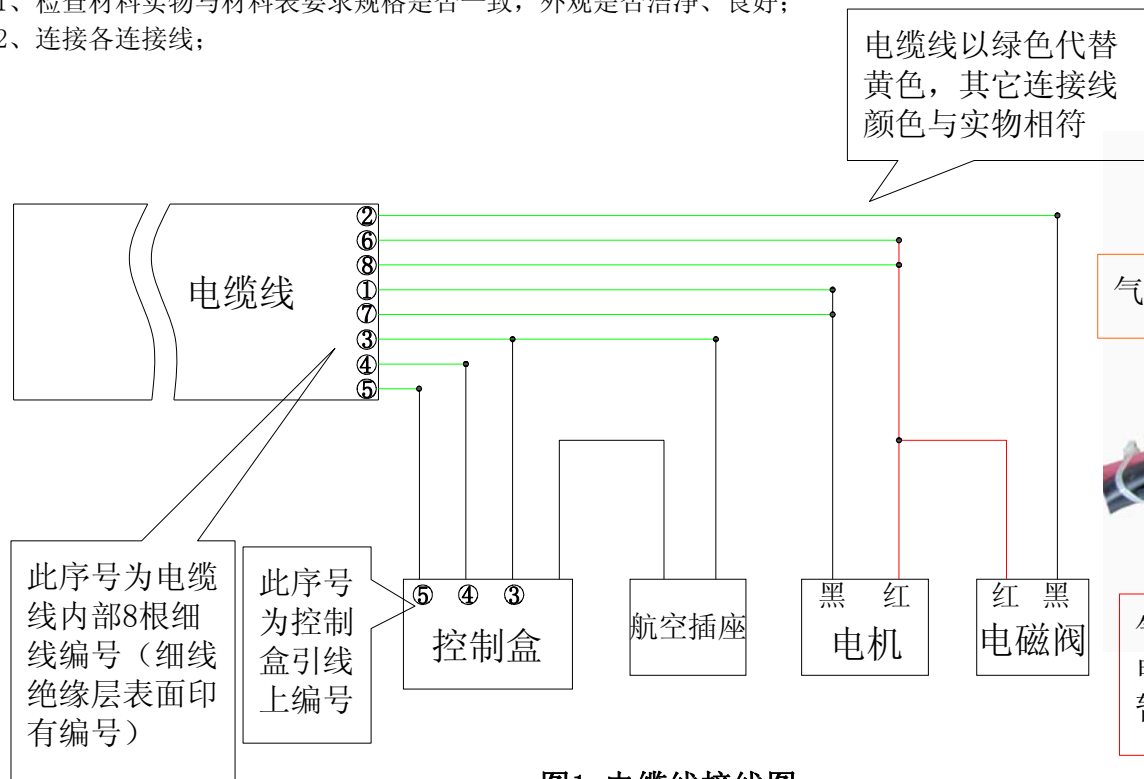 1、检查材料实物与材料表要求规格是否一致，外观是否洁净、良好；
2、连接各连接线；
电缆线以绿色代替
黄色，其它连接线
颜色与实物相符
②
⑥
⑧
①
⑦
③
④
⑤
电缆线
气
此序号为电缆
线内部8根细
线编号（细线
绝缘层表面印
有编号）
此序号
为控制
盒引线
上编号
⑤ ④ ③
控制盒
航空插座
黑 红
电机
红 黑
电磁阀
图1 电缆线接线图